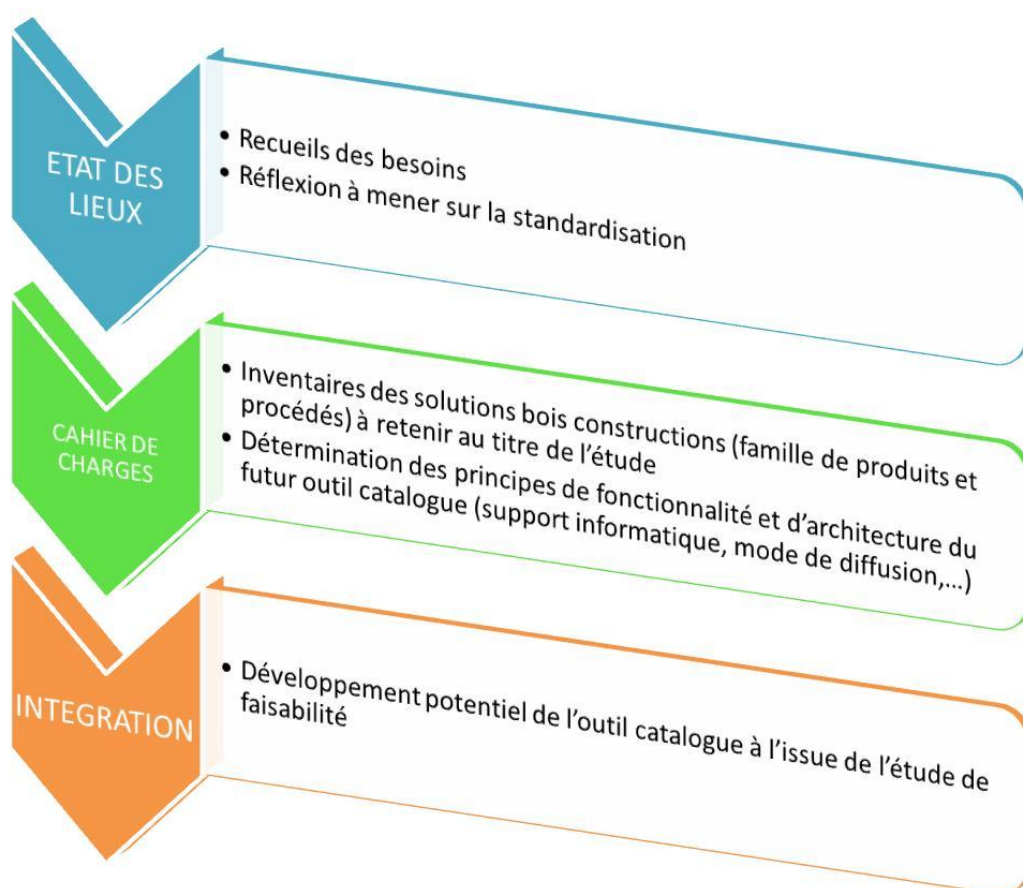 ETAT DES
LIEUX
• Recueils des besoins
• Réflexion à mener sur la standardisation
CAHIER DE
CHARGES
• Inventaires des solutions bois constructions (famille de produits et
procédés) à retenir au titre de l'étude
• Détermination des principes de fonctionnalité et d'architecture du
futur outil catalogue (support informatique, mode de diffusion,...)
INTEGRATION
• Développement potentiel de l'outil catalogue à l'issue de l'étude de
faisabilité